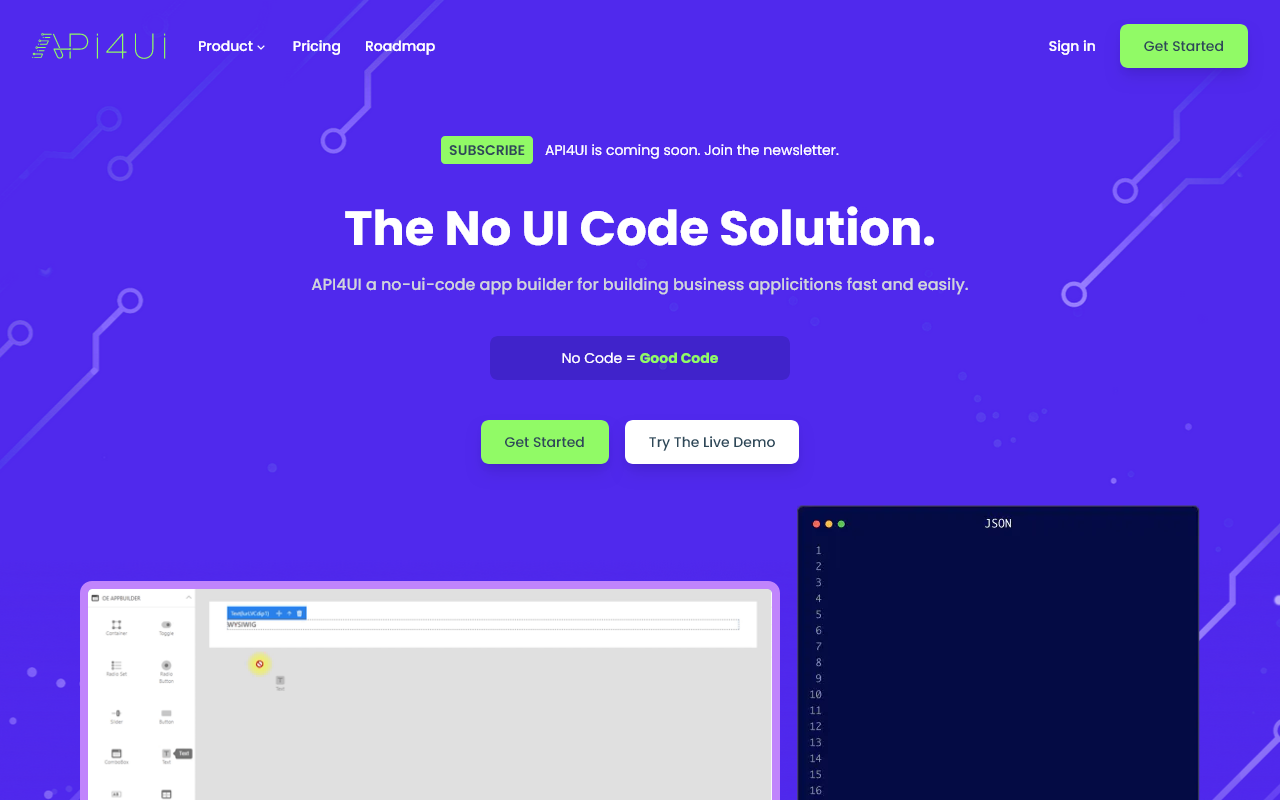 API4Ui
Product
Pricing
Roadmap
Sign in
Get Started
SUBSCRIBE
API4UI is coming soon. Join the newsletter.
The No UI Code Solution.
API4UI a no-ui-code app builder for building business applicitions fast and easily.
No Code = Good Code
Get Started
Try The Live Demo
JSON
1
2
3
4
5
6
7
8
9
10
11
12
13
14
15
16
OE APPBUILDER
WYSIWIG
Container
Toggle
Text
Radio Set
Radio
Button
Slider
Button
ComboBox
Text
Text